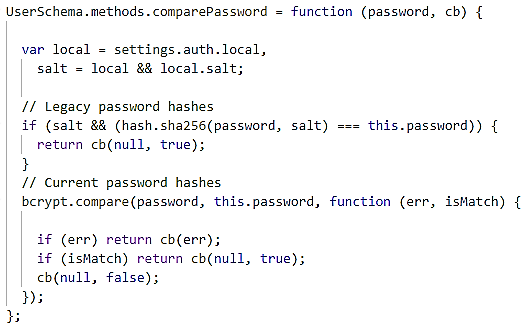 UserSchema.methods.comparePassword = function (password, cb) {
var local = settings.auth.local,
salt = local && local.salt;
// Legacy password hashes
if (salt && (hash.sha256(password, salt) === this.password)) {
return cb(null, true);
}
// Current password hashes
bcrypt.compare(password, this.password, function (err, isMatch) {
if (err) return cb(err);
if (isMatch) return cb(null, true);
cb(null, false);
});
};